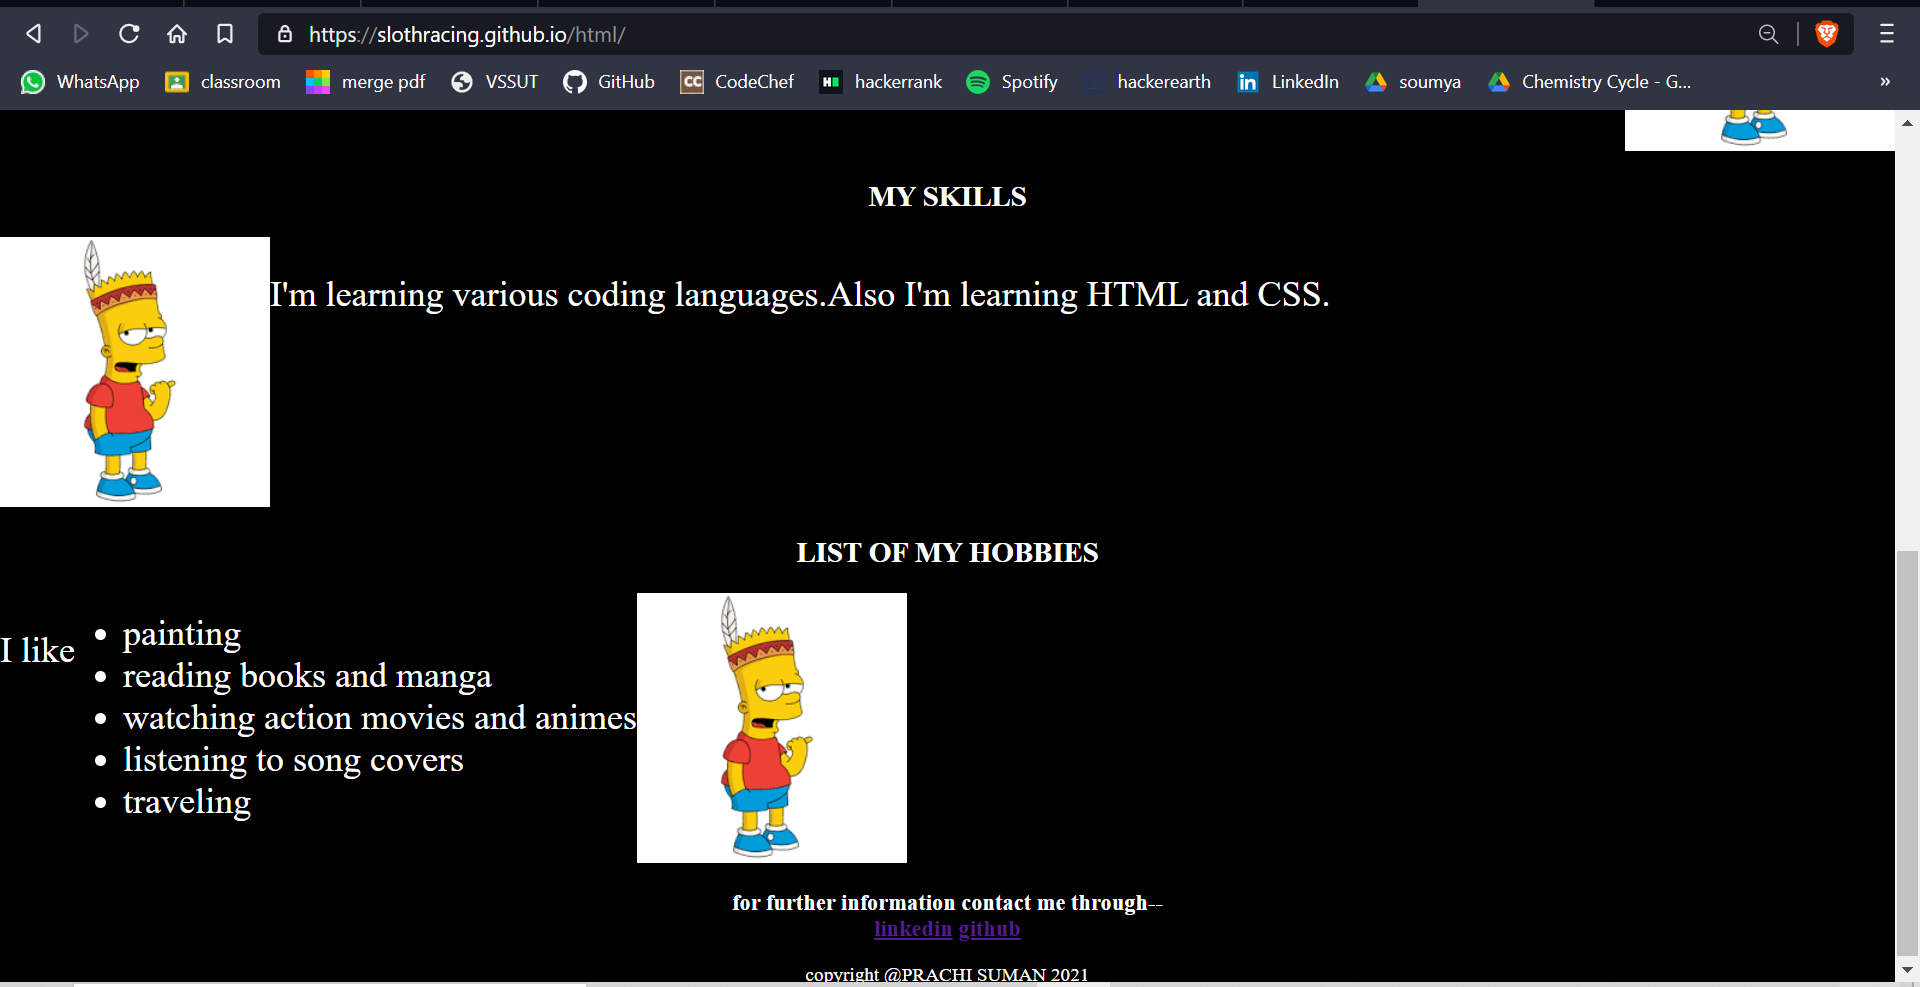 https://slothracing.github.io/html/
WhatsApp classroom merge pdf VSSUT GitHub CC CodeChef H hackerrank Spotify hackerearth in LinkedIn soumya Chemistry Cycle - G... »
MY SKILLS
I'm learning various coding languages.Also I'm learning HTML and CSS.
LIST OF MY HOBBIES
I like
• painting
• reading books and manga
• watching action movies and animes
• listening to song covers
• traveling
for further information contact me through--
linkedin github
copyright @PRACHI SUMAN 2021